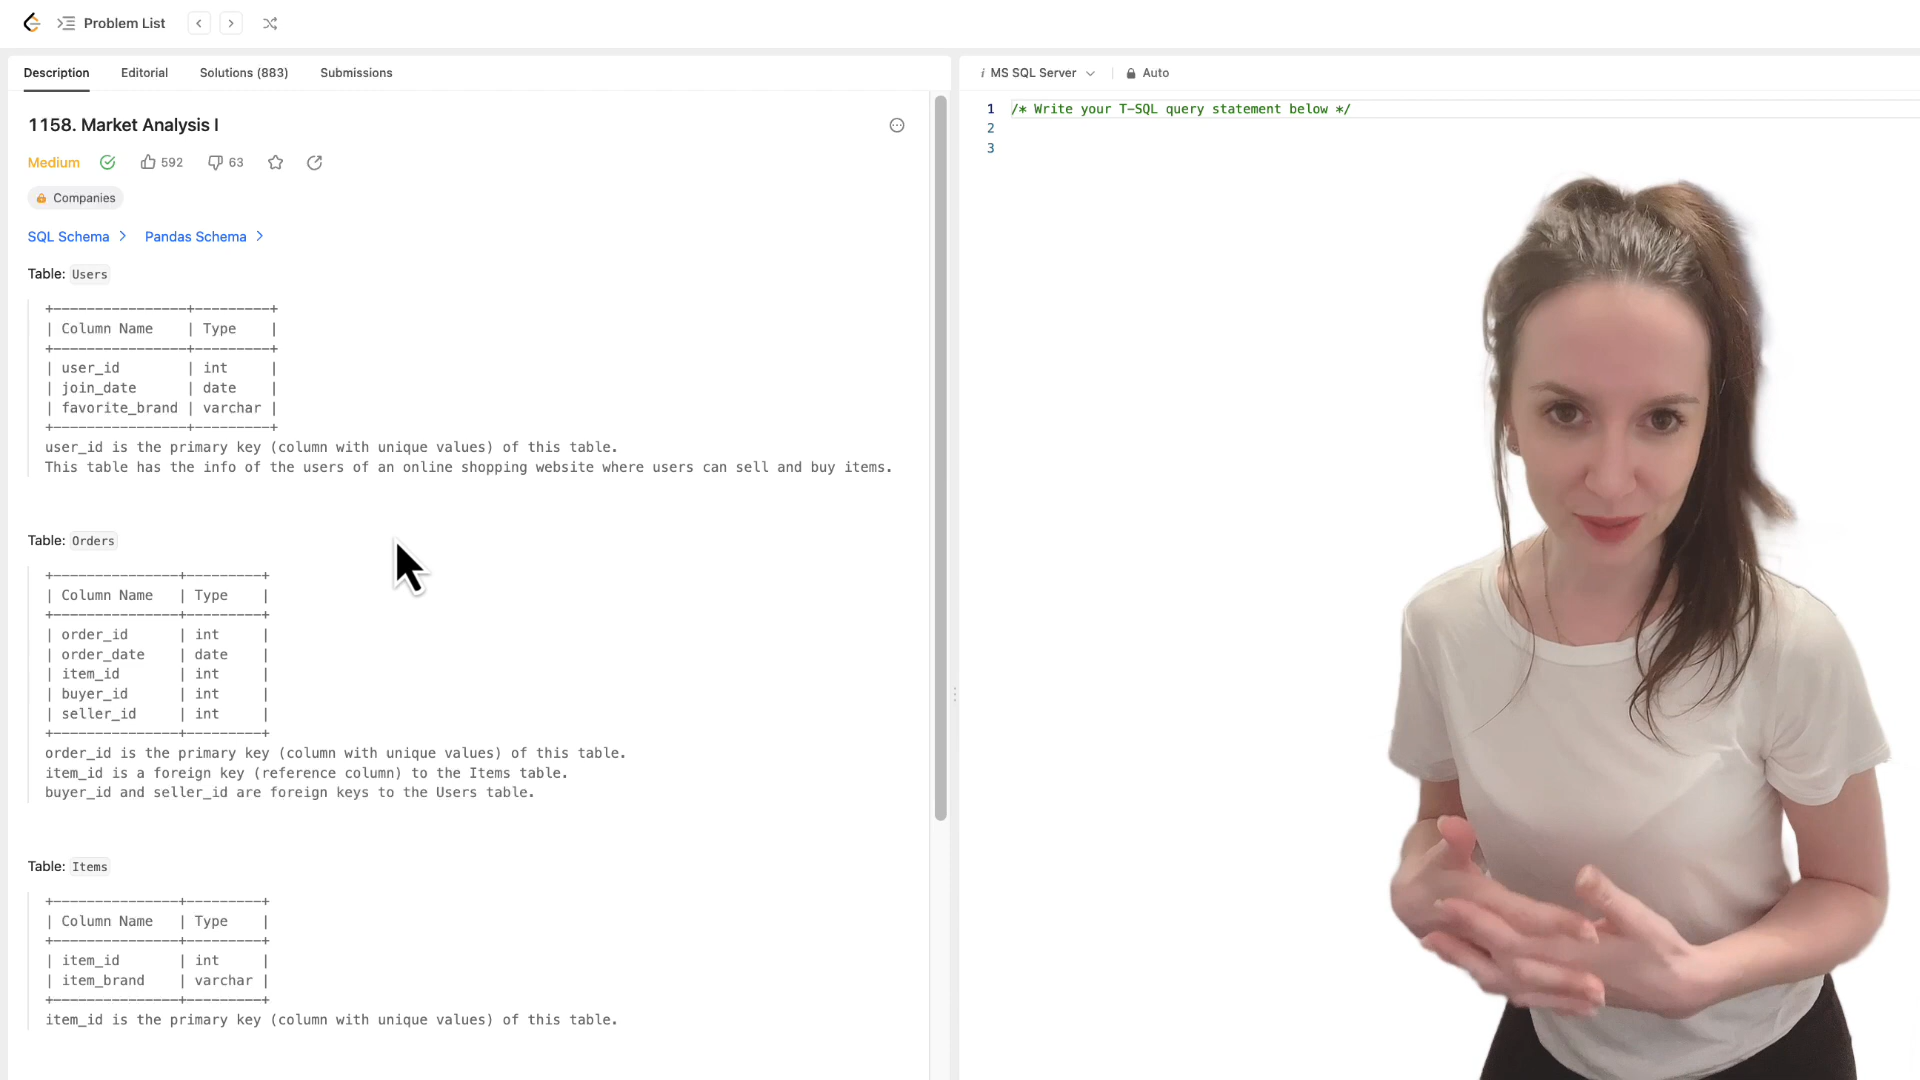 Problem List
Description Editorial Solutions (883) Submissions
1158. Market Analysis I
Medium 592 63
Companies
SQL Schema Pandas Schema
Table: Users
+----------------+---------+
| Column Name    | Type    |
+----------------+---------+
| user_id        | int     |
| join_date      | date    |
| favorite_brand | varchar |
+----------------+---------+
user_id is the primary key (column with unique values) of this table.
This table has the info of the users of an online shopping website where users can sell and buy items.
Table: Orders
+---------------+---------+
| Column Name   | Type    |
+---------------+---------+
| order_id      | int     |
| order_date    | date    |
| item_id       | int     |
| buyer_id      | int     |
| seller_id     | int     |
+---------------+---------+
order_id is the primary key (column with unique values) of this table.
item_id is a foreign key (reference column) to the Items table.
buyer_id and seller_id are foreign keys to the Users table.
Table: Items
+---------------+---------+
| Column Name   | Type    |
+---------------+---------+
| item_id       | int     |
| item_brand    | varchar |
+---------------+---------+
item_id is the primary key (column with unique values) of this table.
i MS SQL Server Auto
1 /* Write your T-SQL query statement below */
2
3